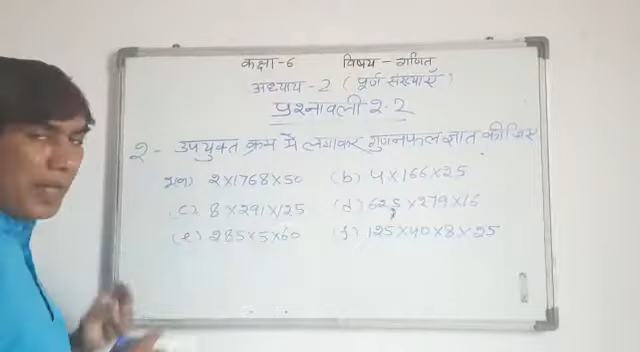 कक्षा-6 विषय - गणित
अध्याय-2 (पूर्ण संख्याएँ)
प्रश्नावली 2.2
2- उपयुक्त क्रम में लगाकर गुणनफल ज्ञात कीजिए
(a) 2×1768×50 (b) 4×166×25
(c) 8×291×125 (d) 625×279×16
(e) 285×5×60 (f) 125×40×8×25